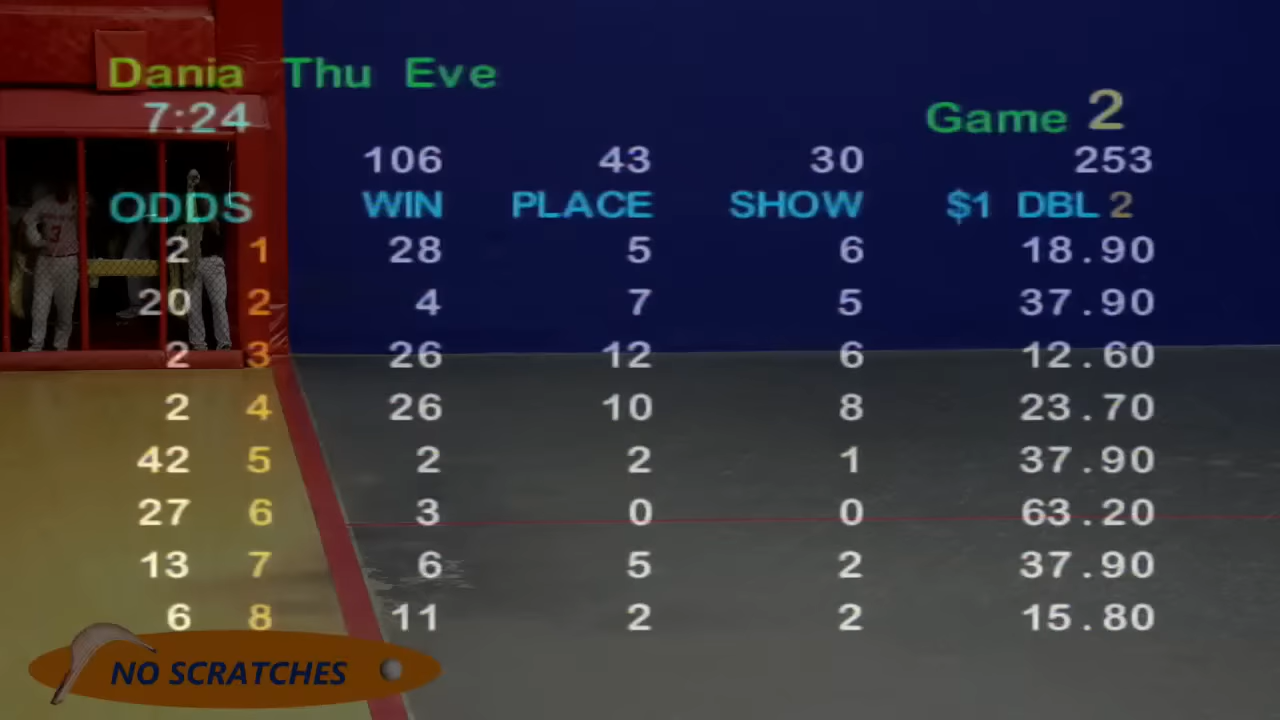 Dania Thu Eve
7:24 Game 2
106 43 30 253
ODDS WIN PLACE SHOW $1 DBL 2
2 1 28 5 6 18.90
20 2 4 7 5 37.90
2 3 26 12 6 12.60
2 4 26 10 8 23.70
42 5 2 2 1 37.90
27 6 3 0 0 63.20
13 7 6 5 2 37.90
6 8 11 2 2 15.80
NO SCRATCHES